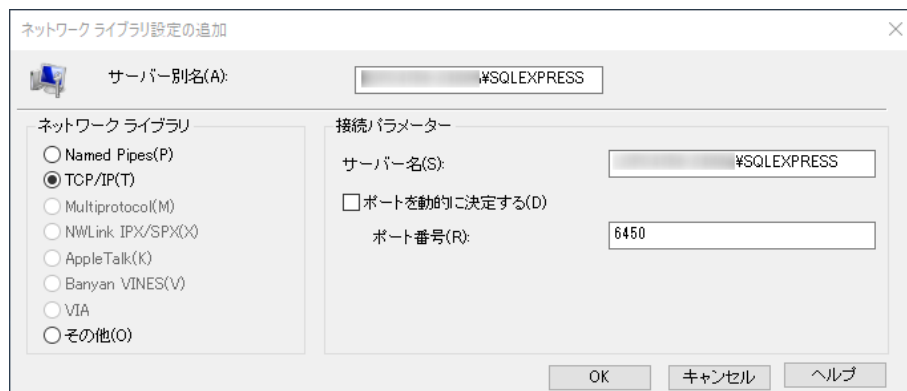 ネットワーク ライブラリ設定の追加
サーバー別名(A):
¥SQLEXPRESS
ネットワーク ライブラリ
Named Pipes(P)
TCP/IP(T)
Multiprotocol(M)
NWLink IPX/SPX(X)
AppleTalk(K)
Banyan VINES(V)
VIA
その他(O)
接続パラメーター
サーバー名(S):
¥SQLEXPRESS
ポートを動的に決定する(D)
ポート番号(R):
6450
OK
キャンセル
ヘルプ